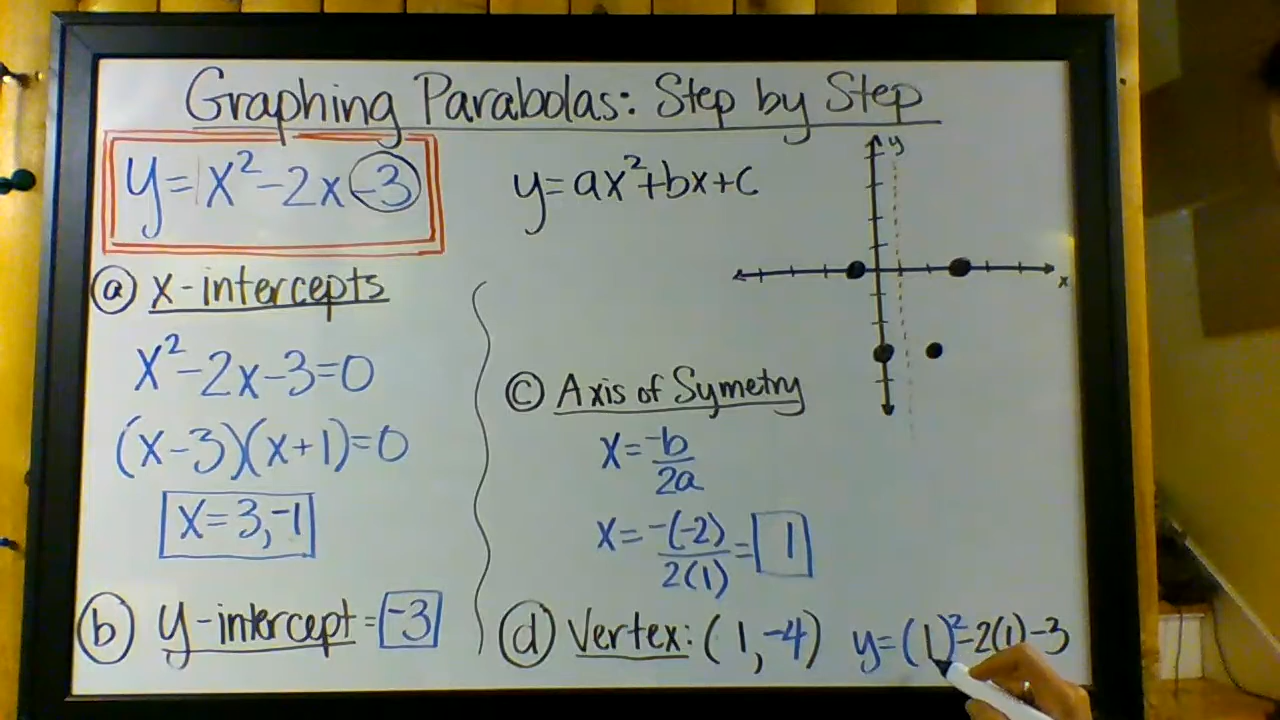 Graphing Parabolas: Step by Step
y=1x²-2x-3
y=ax²+bx+c
y
x
ⓐ x-intercepts
x²-2x-3=0
(x-3)(x+1)=0
x=3,-1
ⓑ y-intercept=-3
ⓒ Axis of Symetry
x=-b/2a
x=-(-2)/2(1)=1
ⓓ Vertex: (1,-4) y=(1)²-2(1)-3